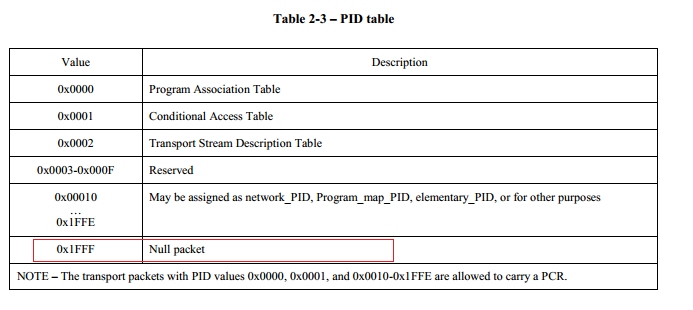 Table 2-3 – PID table
Value Description
0x0000 Program Association Table
0x0001 Conditional Access Table
0x0002 Transport Stream Description Table
0x0003-0x000F Reserved
0x00010 May be assigned as network_PID, Program_map_PID, elementary_PID, or for other purposes
…
0x1FFE
0x1FFF Null packet
NOTE – The transport packets with PID values 0x0000, 0x0001, and 0x0010-0x1FFE are allowed to carry a PCR.